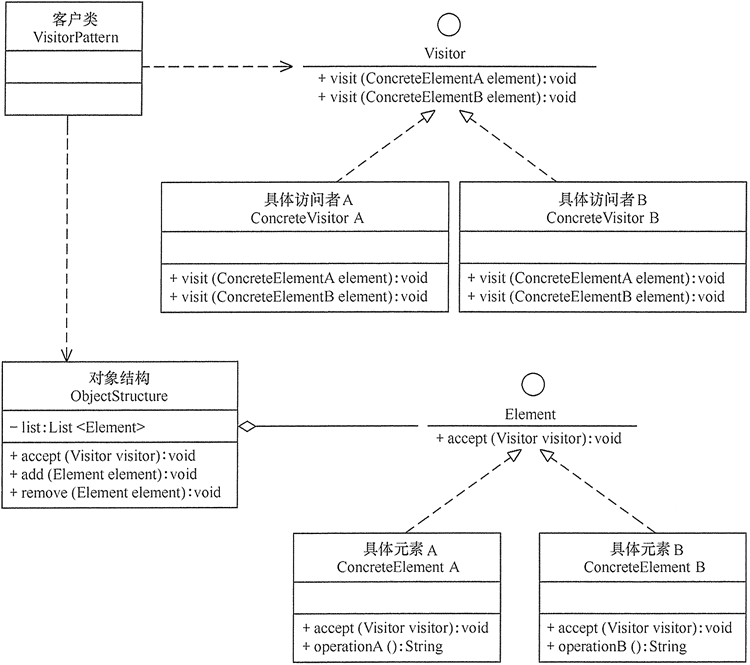 客户类
VisitorPattern
Visitor
+ visit (ConcreteElementA element): void
+ visit (ConcreteElementB element): void
具体访问者A
ConcreteVisitor A
+ visit (ConcreteElementA element): void
+ visit (ConcreteElementB element): void
具体访问者B
ConcreteVisitor B
+ visit (ConcreteElementA element): void
+ visit (ConcreteElementB element): void
对象结构
ObjectStructure
− list: List <Element>
+ accept (Visitor visitor): void
+ add (Element element): void
+ remove (Element element): void
Element
+ accept (Visitor visitor): void
具体元素A
ConcreteElement A
+ accept (Visitor visitor): void
+ operationA (): String
具体元素B
ConcreteElement B
+ accept (Visitor visitor): void
+ operationB (): String